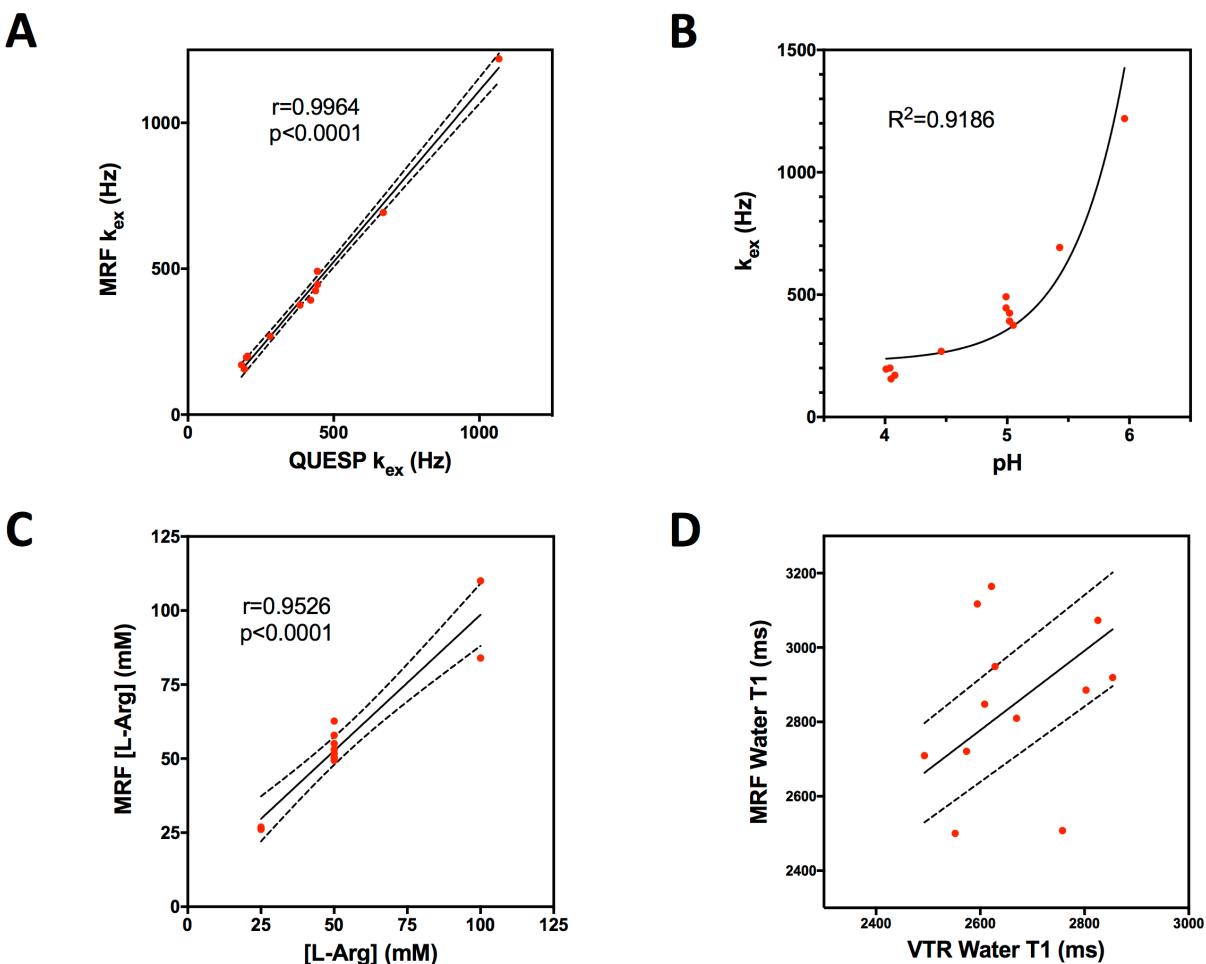 A
r=0.9964
p<0.0001
MRF kex (Hz)
1000
500
0
0 500 1000
QUESP kex (Hz)
B
R2=0.9186
kex (Hz)
1500
1000
500
0
4 5 6
pH
C
r=0.9526
p<0.0001
MRF [L-Arg] (mM)
125
100
75
50
25
0
0 25 50 75 100 125
[L-Arg] (mM)
D
MRF Water T1 (ms)
3200
3000
2800
2600
2400
2400 2600 2800 3000
VTR Water T1 (ms)